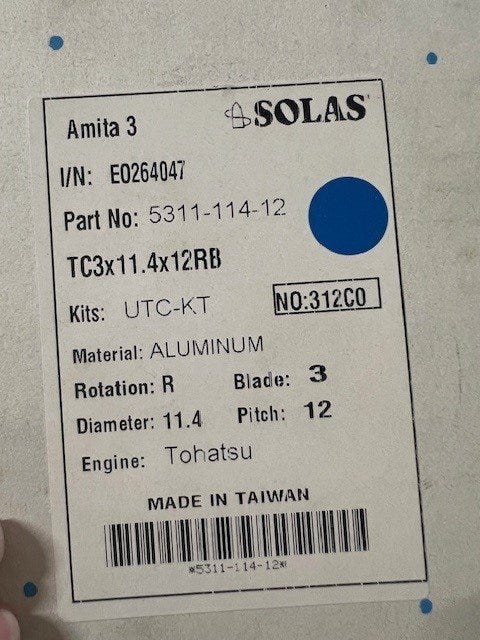 Amita 3 SOLAS
I/N: EO264047
Part No: 5311-114-12
TC3x11.4x12RB
Kits: UTC-KT NO:312C0
Material: ALUMINUM
Rotation: R Blade: 3
Diameter: 11.4 Pitch: 12
Engine: Tohatsu
MADE IN TAIWAN
*5311-114-12*